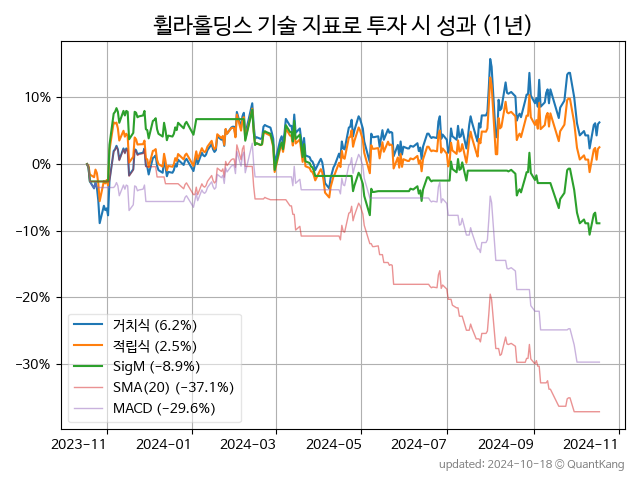 휠라홀딩스 기술 지표로 투자 시 성과 (1년)
10%
0%
−10%
−20%
−30%
거치식 (6.2%)
적립식 (2.5%)
SigM (−8.9%)
SMA(20) (−37.1%)
MACD (−29.6%)
2023-11 2024-01 2024-03 2024-05 2024-07 2024-09 2024-11
updated: 2024-10-18 © QuantKang